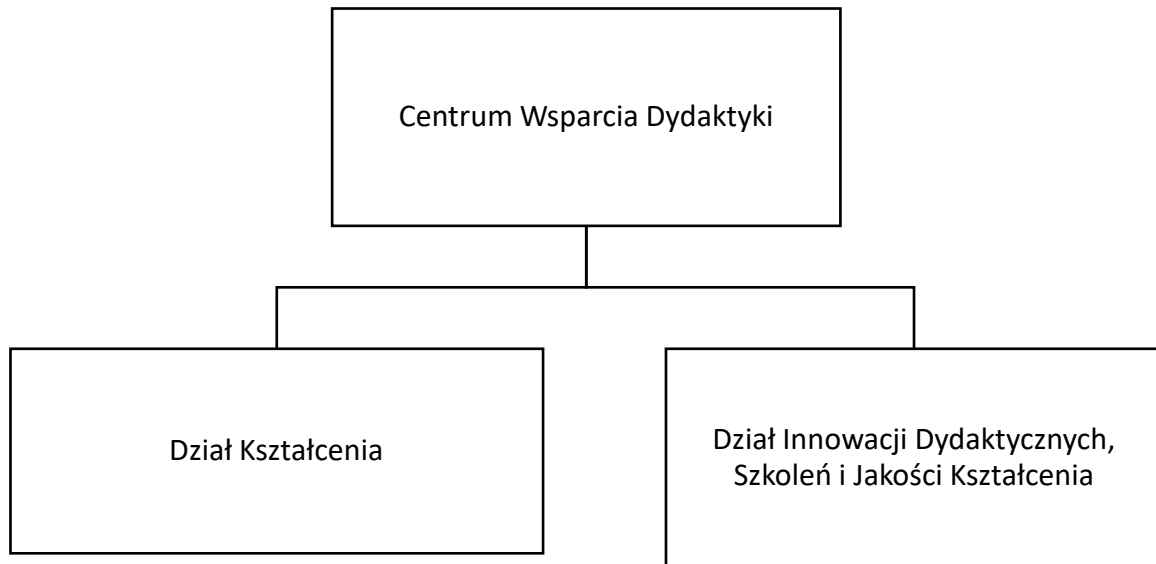 Centrum Wsparcia Dydaktyki
Dział Kształcenia
Dział Innowacji Dydaktycznych,
Szkoleń i Jakości Kształcenia